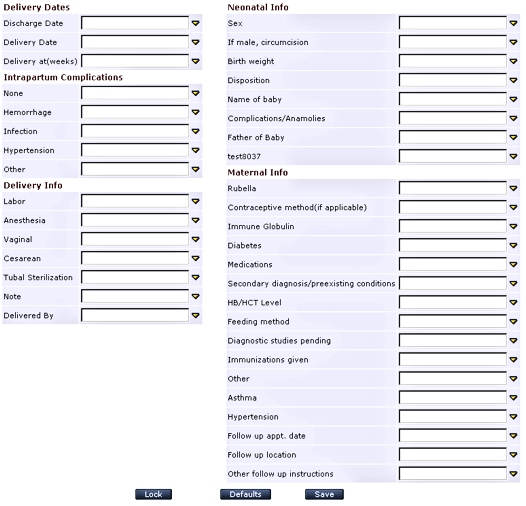 Delivery Dates
Discharge Date
Delivery Date
Delivery at(weeks)
Intrapartum Complications
None
Hemorrhage
Infection
Hypertension
Other
Delivery Info
Labor
Anesthesia
Vaginal
Cesarean
Tubal Sterilization
Note
Delivered By
Neonatal Info
Sex
If male, circumcision
Birth weight
Disposition
Name of baby
Complications/Anamolies
Father of Baby
test8037
Maternal Info
Rubella
Contraceptive method(if applicable)
Immune Globulin
Diabetes
Medications
Secondary diagnosis/preexisting conditions
HB/HCT Level
Feeding method
Diagnostic studies pending
Immunizations given
Other
Asthma
Hypertension
Follow up appt. date
Follow up location
Other follow up instructions
Lock Defaults Save